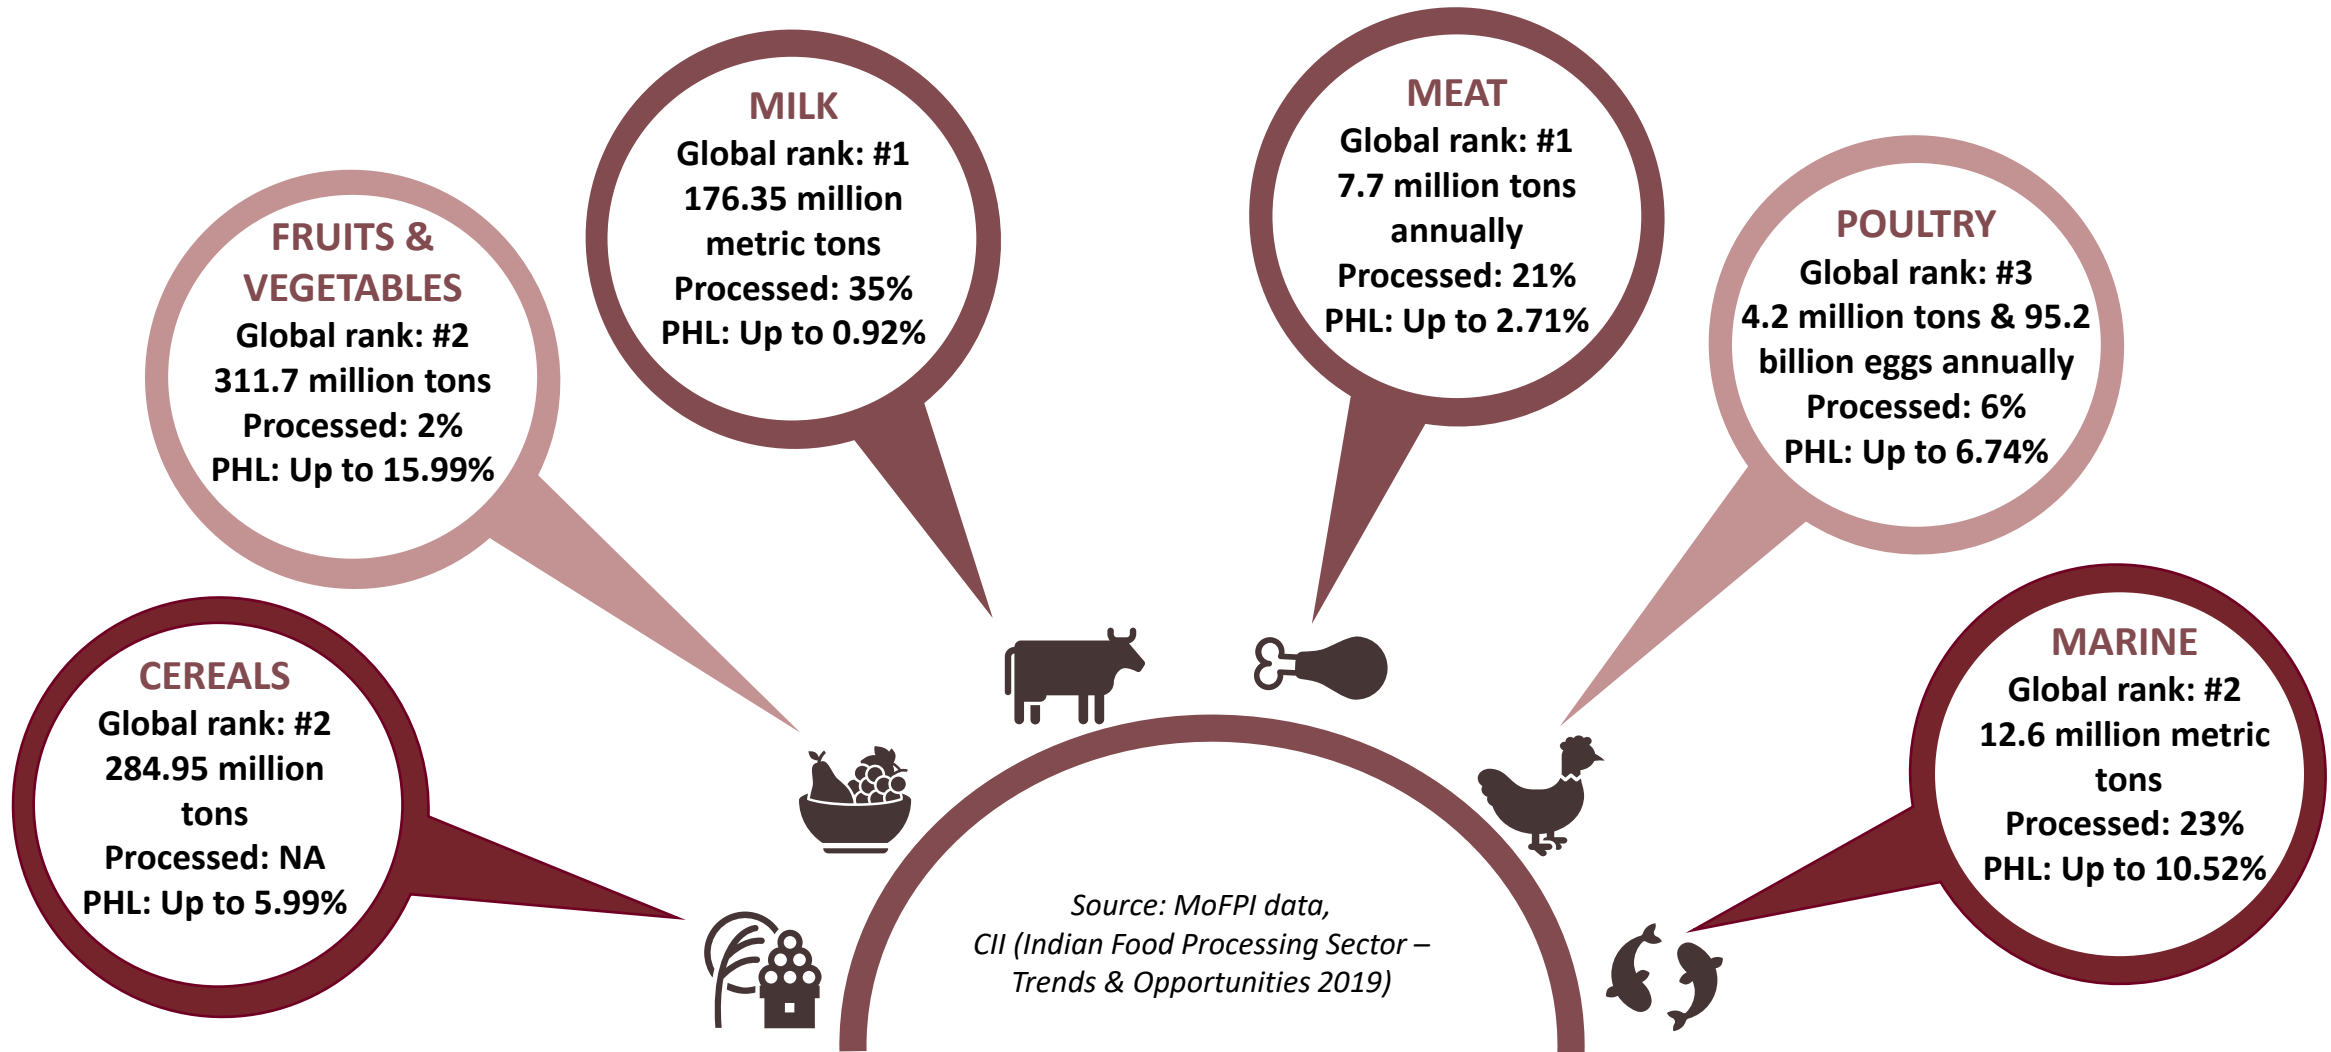 CEREALS
Global rank: #2
284.95 million
tons
Processed: NA
PHL: Up to 5.99%
FRUITS &
VEGETABLES
Global rank: #2
311.7 million tons
Processed: 2%
PHL: Up to 15.99%
MILK
Global rank: #1
176.35 million
metric tons
Processed: 35%
PHL: Up to 0.92%
MEAT
Global rank: #1
7.7 million tons
annually
Processed: 21%
PHL: Up to 2.71%
POULTRY
Global rank: #3
4.2 million tons & 95.2
billion eggs annually
Processed: 6%
PHL: Up to 6.74%
MARINE
Global rank: #2
12.6 million metric
tons
Processed: 23%
PHL: Up to 10.52%
Source: MoFPI data,
CII (Indian Food Processing Sector –
Trends & Opportunities 2019)